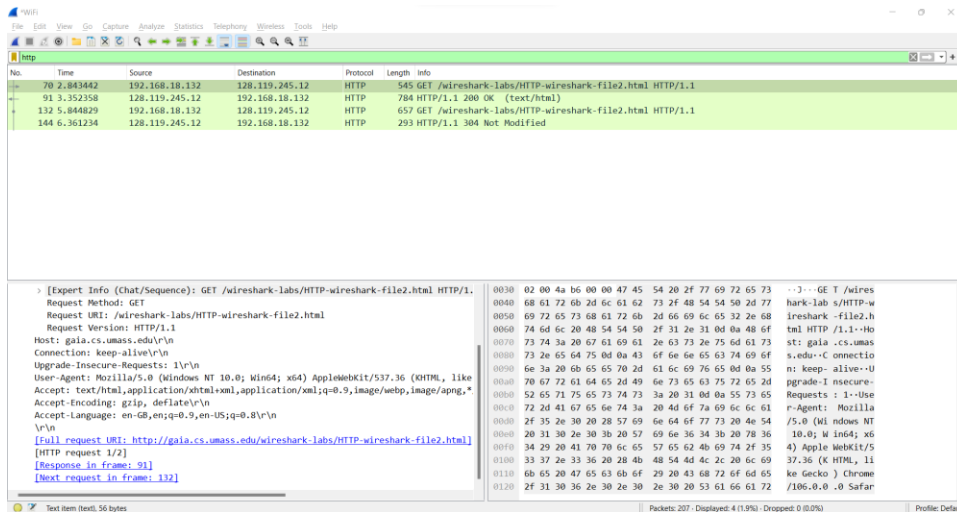 *WiFi
File Edit View Go Capture Analyze Statistics Telephony Wireless Tools Help
http
No. Time Source Destination Protocol Length Info
70 2.843442 192.168.18.132 128.119.245.12 HTTP 545 GET /wireshark-labs/HTTP-wireshark-file2.html HTTP/1.1
91 3.352358 128.119.245.12 192.168.18.132 HTTP 784 HTTP/1.1 200 OK (text/html)
132 5.844829 192.168.18.132 128.119.245.12 HTTP 657 GET /wireshark-labs/HTTP-wireshark-file2.html HTTP/1.1
144 6.361234 128.119.245.12 192.168.18.132 HTTP 293 HTTP/1.1 304 Not Modified
> [Expert Info (Chat/Sequence): GET /wireshark-labs/HTTP-wireshark-file2.html HTTP/1.
Request Method: GET
Request URI: /wireshark-labs/HTTP-wireshark-file2.html
Request Version: HTTP/1.1
Host: gaia.cs.umass.edu\r\n
Connection: keep-alive\r\n
Upgrade-Insecure-Requests: 1\r\n
User-Agent: Mozilla/5.0 (Windows NT 10.0; Win64; x64) AppleWebKit/537.36 (KHTML, like
Accept: text/html,application/xhtml+xml,application/xml;q=0.9,image/webp,image/apng,*
Accept-Encoding: gzip, deflate\r\n
Accept-Language: en-GB,en;q=0.9,en-US;q=0.8\r\n
\r\n
[Full request URI: http://gaia.cs.umass.edu/wireshark-labs/HTTP-wireshark-file2.html]
[HTTP request 1/2]
[Response in frame: 91]
[Next request in frame: 132]
0030 02 00 4a b6 00 00 47 45 54 20 2f 77 69 72 65 73 ··J···GE T /wires
0040 68 61 72 6b 2d 6c 61 62 73 2f 48 54 54 50 2d 77 hark-lab s/HTTP-w
0050 69 72 65 73 68 61 72 6b 2d 66 69 6c 65 32 2e 68 ireshark -file2.h
0060 74 6d 6c 20 48 54 54 50 2f 31 2e 31 0d 0a 48 6f tml HTTP /1.1··Ho
0070 73 74 3a 20 67 61 69 61 2e 63 73 2e 75 6d 61 73 st: gaia .cs.umas
0080 73 2e 65 64 75 0d 0a 43 6f 6e 6e 65 63 74 69 6f s.edu··C onnectio
0090 6e 3a 20 6b 65 65 70 2d 61 6c 69 76 65 0d 0a 55 n: keep- alive··U
00a0 70 67 72 61 64 65 2d 49 6e 73 65 63 75 72 65 2d pgrade-I nsecure-
00b0 52 65 71 75 65 73 74 73 3a 20 31 0d 0a 55 73 65 Requests : 1··Use
00c0 72 2d 41 67 65 6e 74 3a 20 4d 6f 7a 69 6c 6c 61 r-Agent: Mozilla
00d0 2f 35 2e 30 20 28 57 69 6e 64 6f 77 73 20 4e 54 /5.0 (Wi ndows NT
00e0 20 31 30 2e 30 3b 20 57 69 6e 36 34 3b 20 78 36 10.0; W in64; x6
00f0 34 29 20 41 70 70 6c 65 57 65 62 4b 69 74 2f 35 4) Apple WebKit/5
0100 33 37 2e 33 36 20 28 4b 48 54 4d 4c 2c 20 6c 69 37.36 (K HTML, li
0110 6b 65 20 47 65 63 6b 6f 29 20 43 68 72 6f 6d 65 ke Gecko ) Chrome
0120 2f 31 30 36 2e 30 2e 30 2e 30 20 53 61 66 61 72 /106.0.0 .0 Safar
Text item (text), 56 bytes
Packets: 207 · Displayed: 4 (1.9%) · Dropped: 0 (0.0%)
Profile: Defa